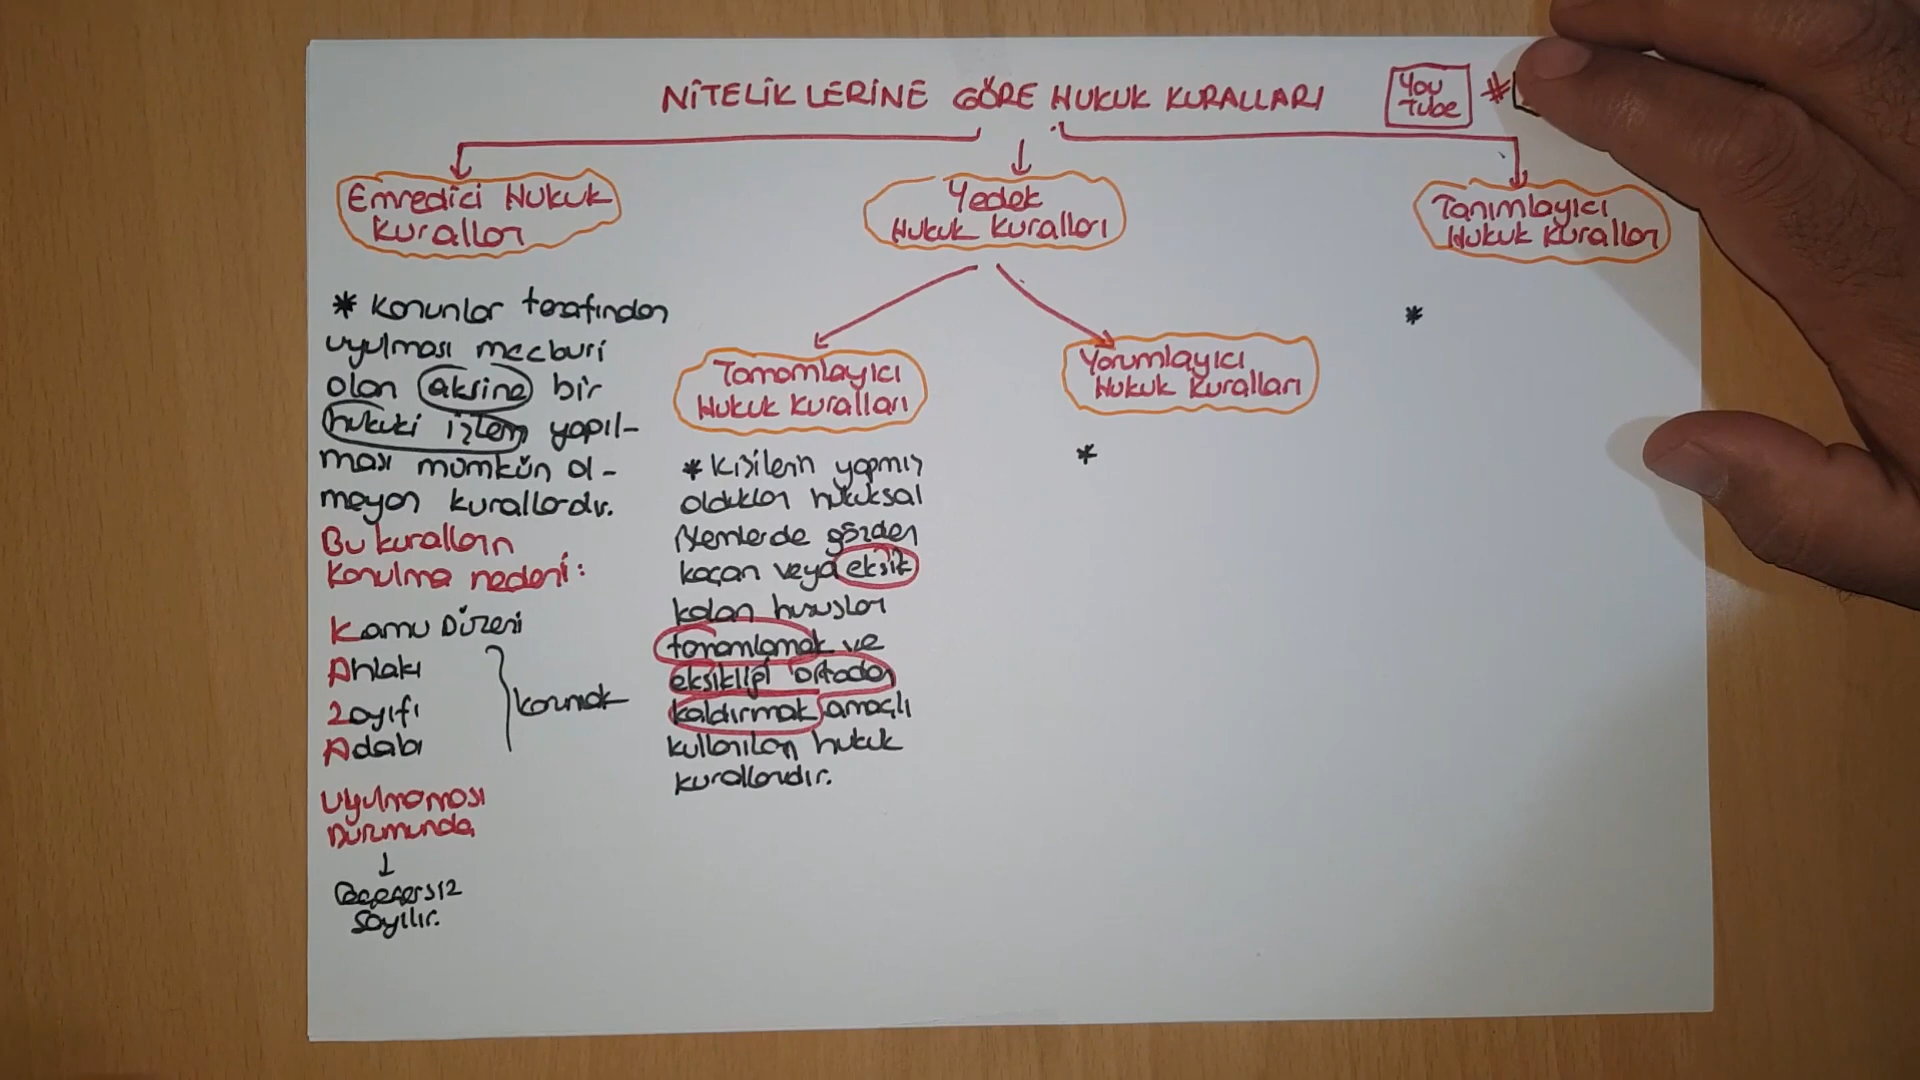 NİTELİKLERİNE GÖRE HUKUK KURALLARI
You
Tube
*
Emredici Hukuk
Kurallar
Yedek
Hukuk Kuralları
Tanımlayıcı
Hukuk Kuralları
* Kanunlar tarafından
uyulması mecburi
olan aksine bir
hukuki işlem yapıl-
ması mümkün ol-
mayan kurallardır.
Bu kuralların
Konulma nedeni:
Kamu Düzeni
Ahlakı
Zayıfı
Adabı
korumak
Uyulmaması
Durumunda
↓
Geçersiz
Sayılır.
Tamamlayıcı
Hukuk Kuralları
* Kişilerin yapmış
oldukları hukuksal
işlemlerde gözden
kaçan veya eksik
kalan hususları
tamamlamak ve
eksikliği ortadan
kaldırmak amaçlı
kullanılan hukuk
kurallarıdır.
Yorumlayıcı
Hukuk Kuralları
*
*